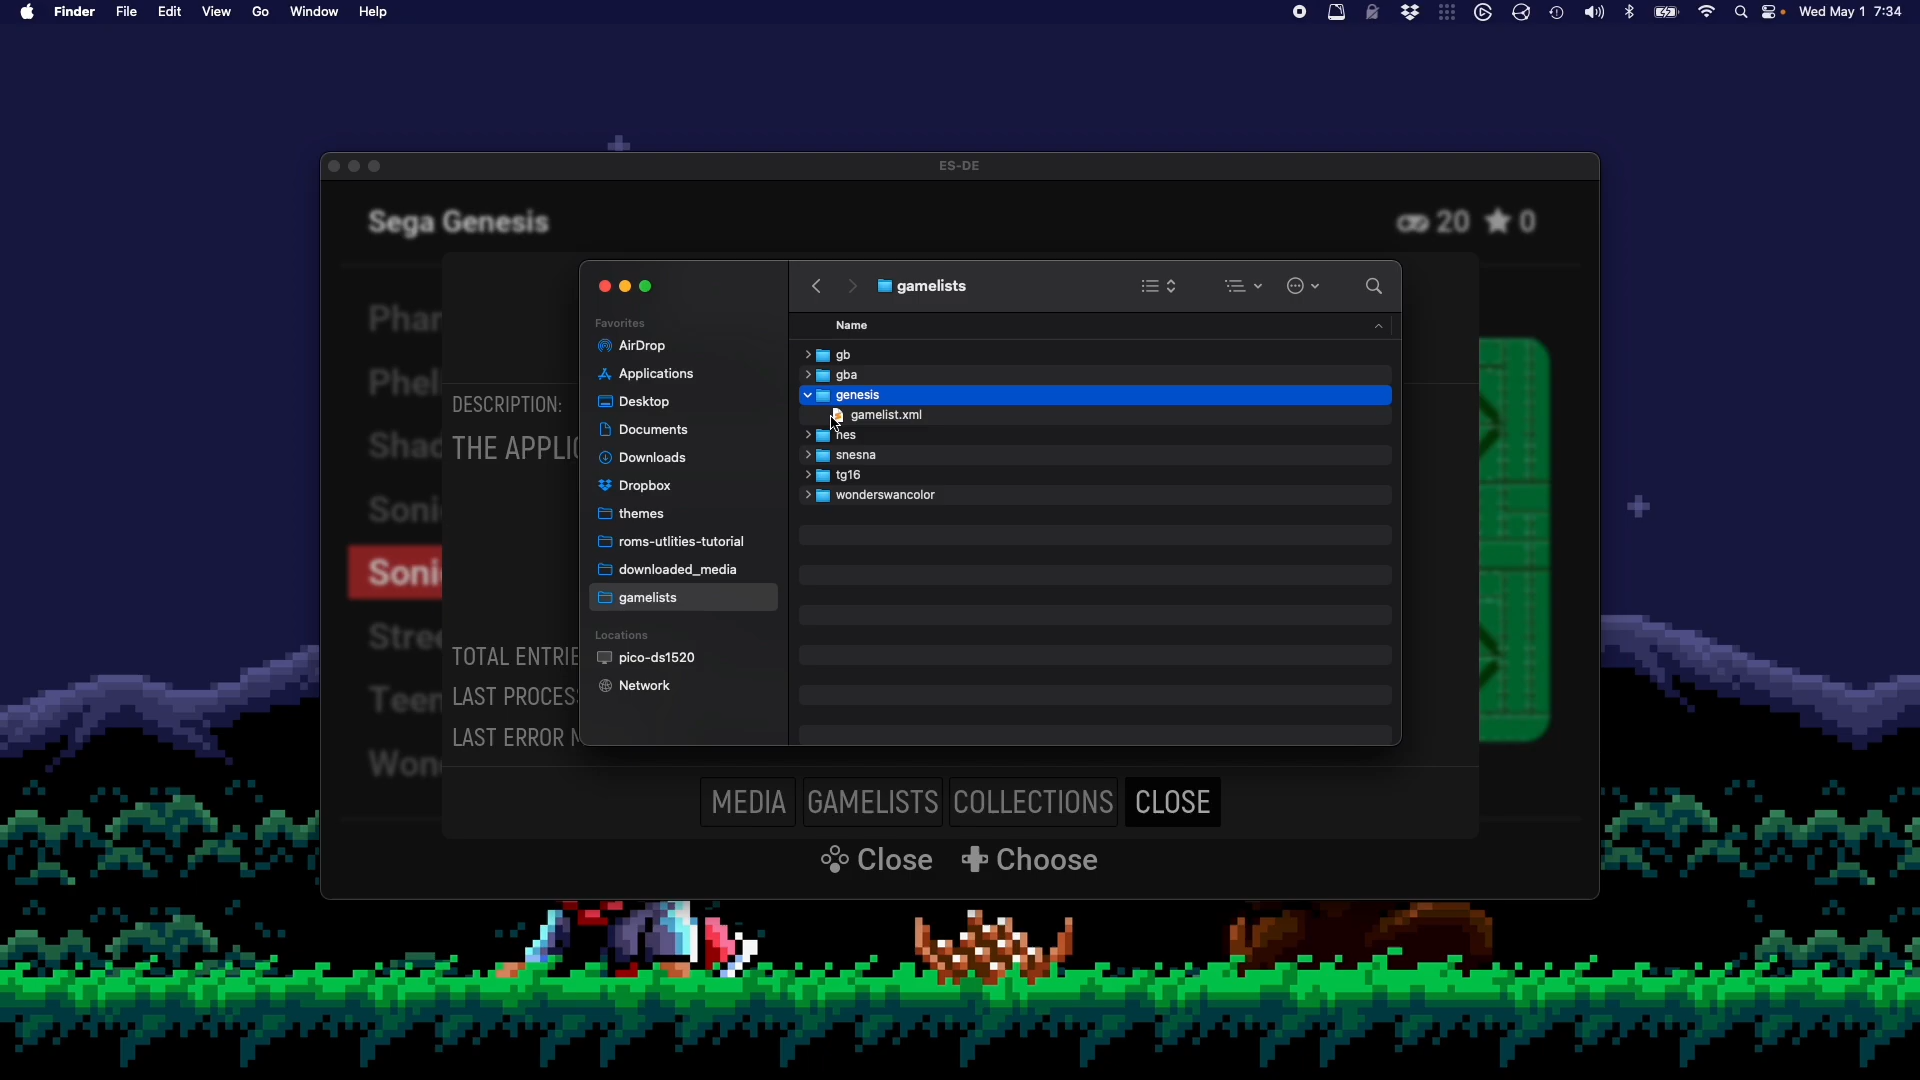 Finder File Edit View Go Window Help Wed May 1 7:34
ES-DE
Sega Genesis 20 0
gamelists
Favorites
AirDrop
Applications
Desktop
Documents
Downloads
Dropbox
themes
roms-utlities-tutorial
downloaded_media
gamelists
Locations
pico-ds1520
Network
Name
gb
gba
genesis
gamelist.xml
nes
snesna
tg16
wonderswancolor
DESCRIPTION:
THE
TOTAL
LAST
LAST ERROR
MEDIA GAMELISTS COLLECTIONS CLOSE
Close Choose